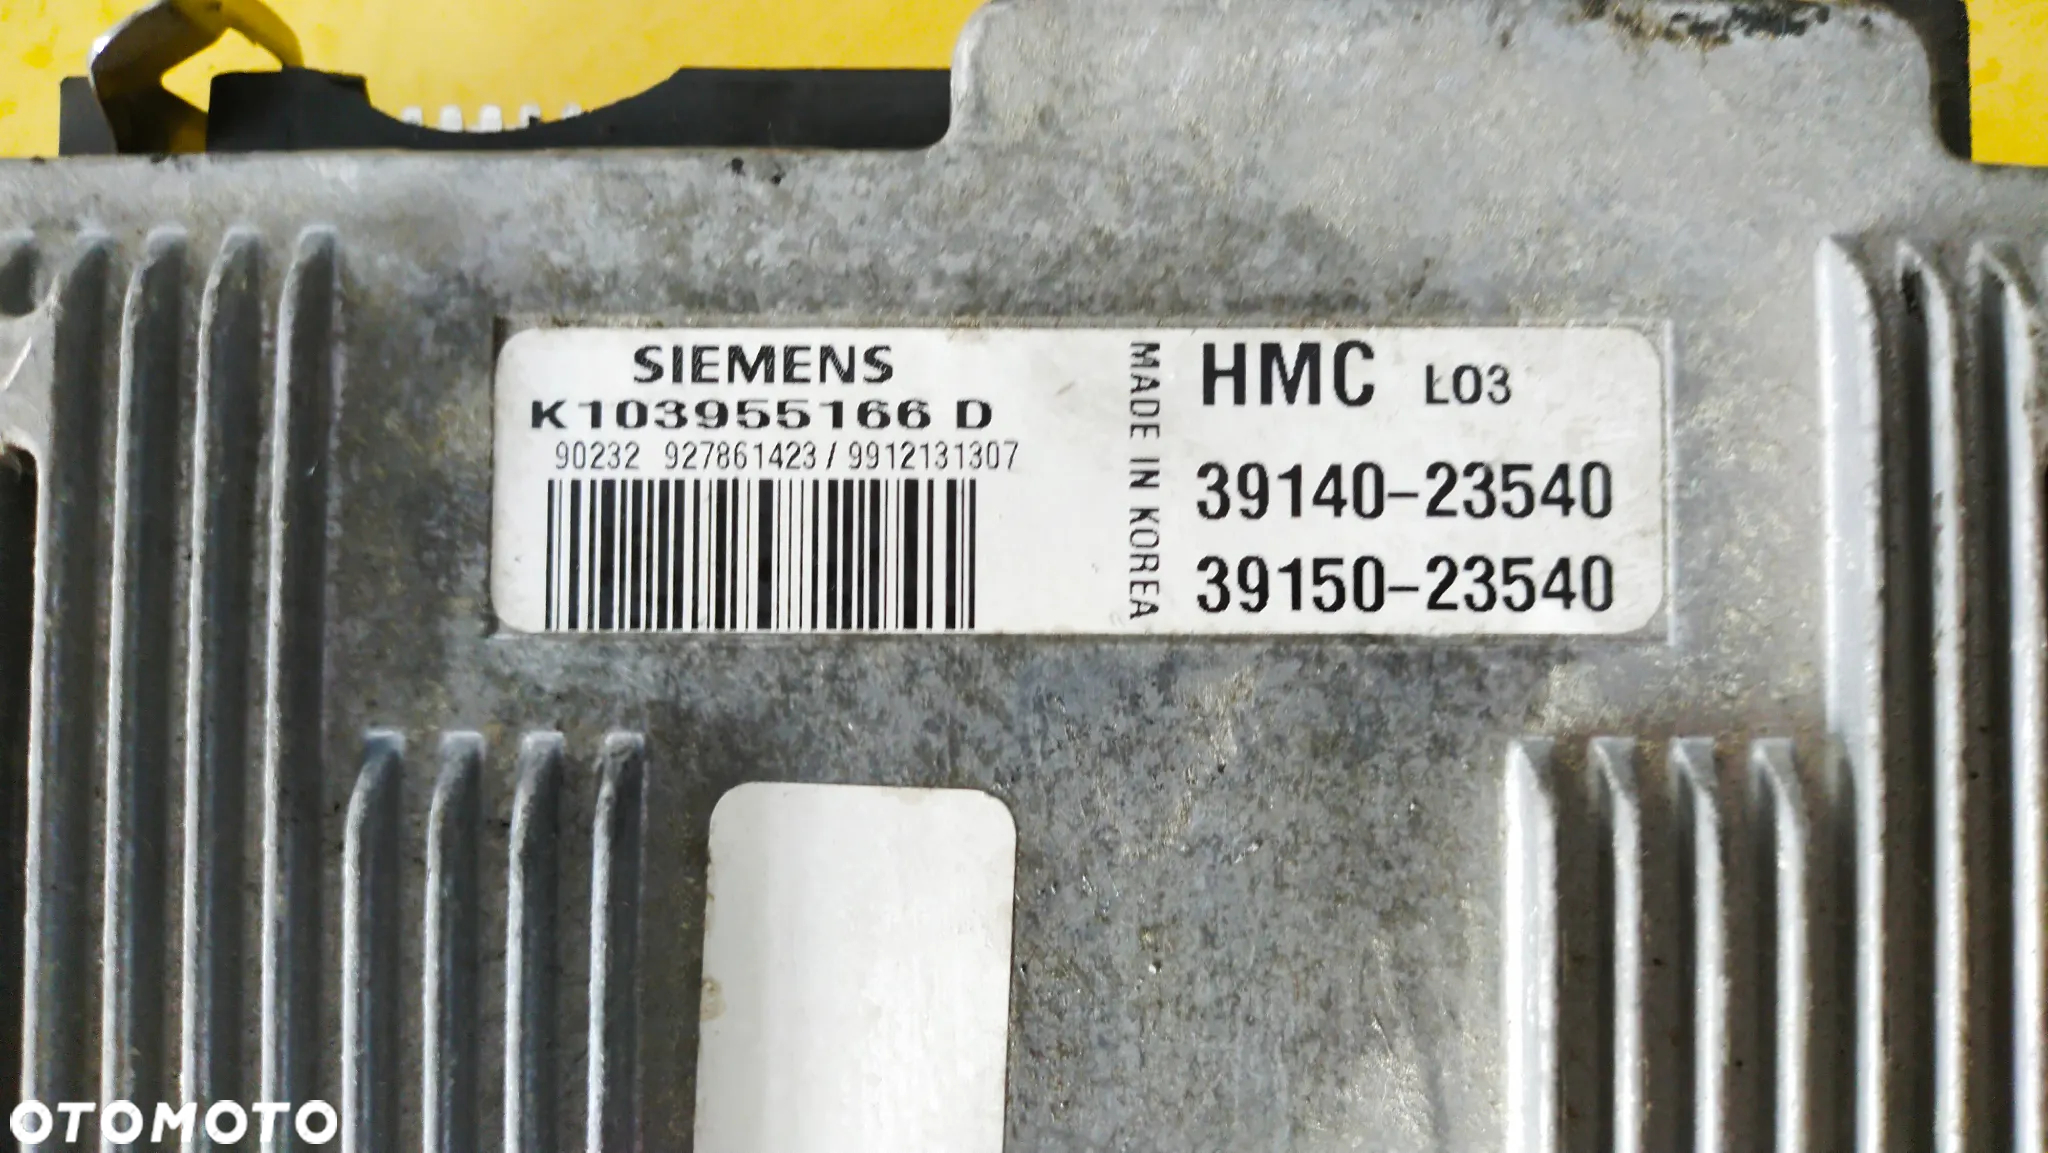 SIEMENS
K103955166 D
90232 927861423/9912131307
MADE IN KOREA
HMC L03
39140-23540
39150-23540
OTOMOTO